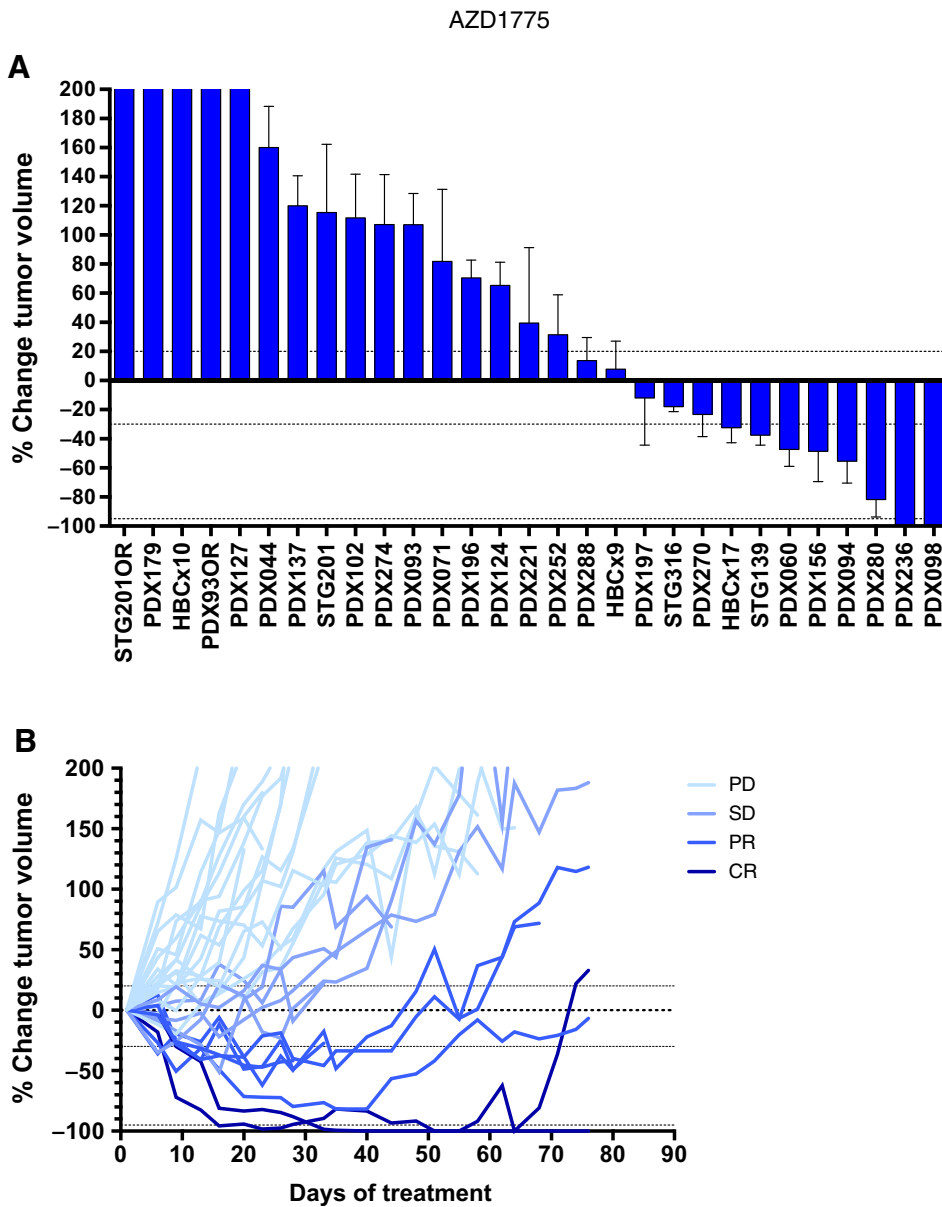 AZD1775
A
% Change tumor volume
200
180
160
140
120
100
80
60
40
20
0
−20
−40
−60
−80
−100
STG201OR
PDX179
HBCx10
PDX93OR
PDX127
PDX044
PDX137
STG201
PDX102
PDX274
PDX093
PDX071
PDX196
PDX124
PDX221
PDX252
PDX288
HBCx9
PDX197
STG316
PDX270
HBCx17
STG139
PDX060
PDX156
PDX094
PDX280
PDX236
PDX098
B
% Change tumor volume
200
150
100
50
0
−50
−100
0 10 20 30 40 50 60 70 80 90
Days of treatment
PD
SD
PR
CR